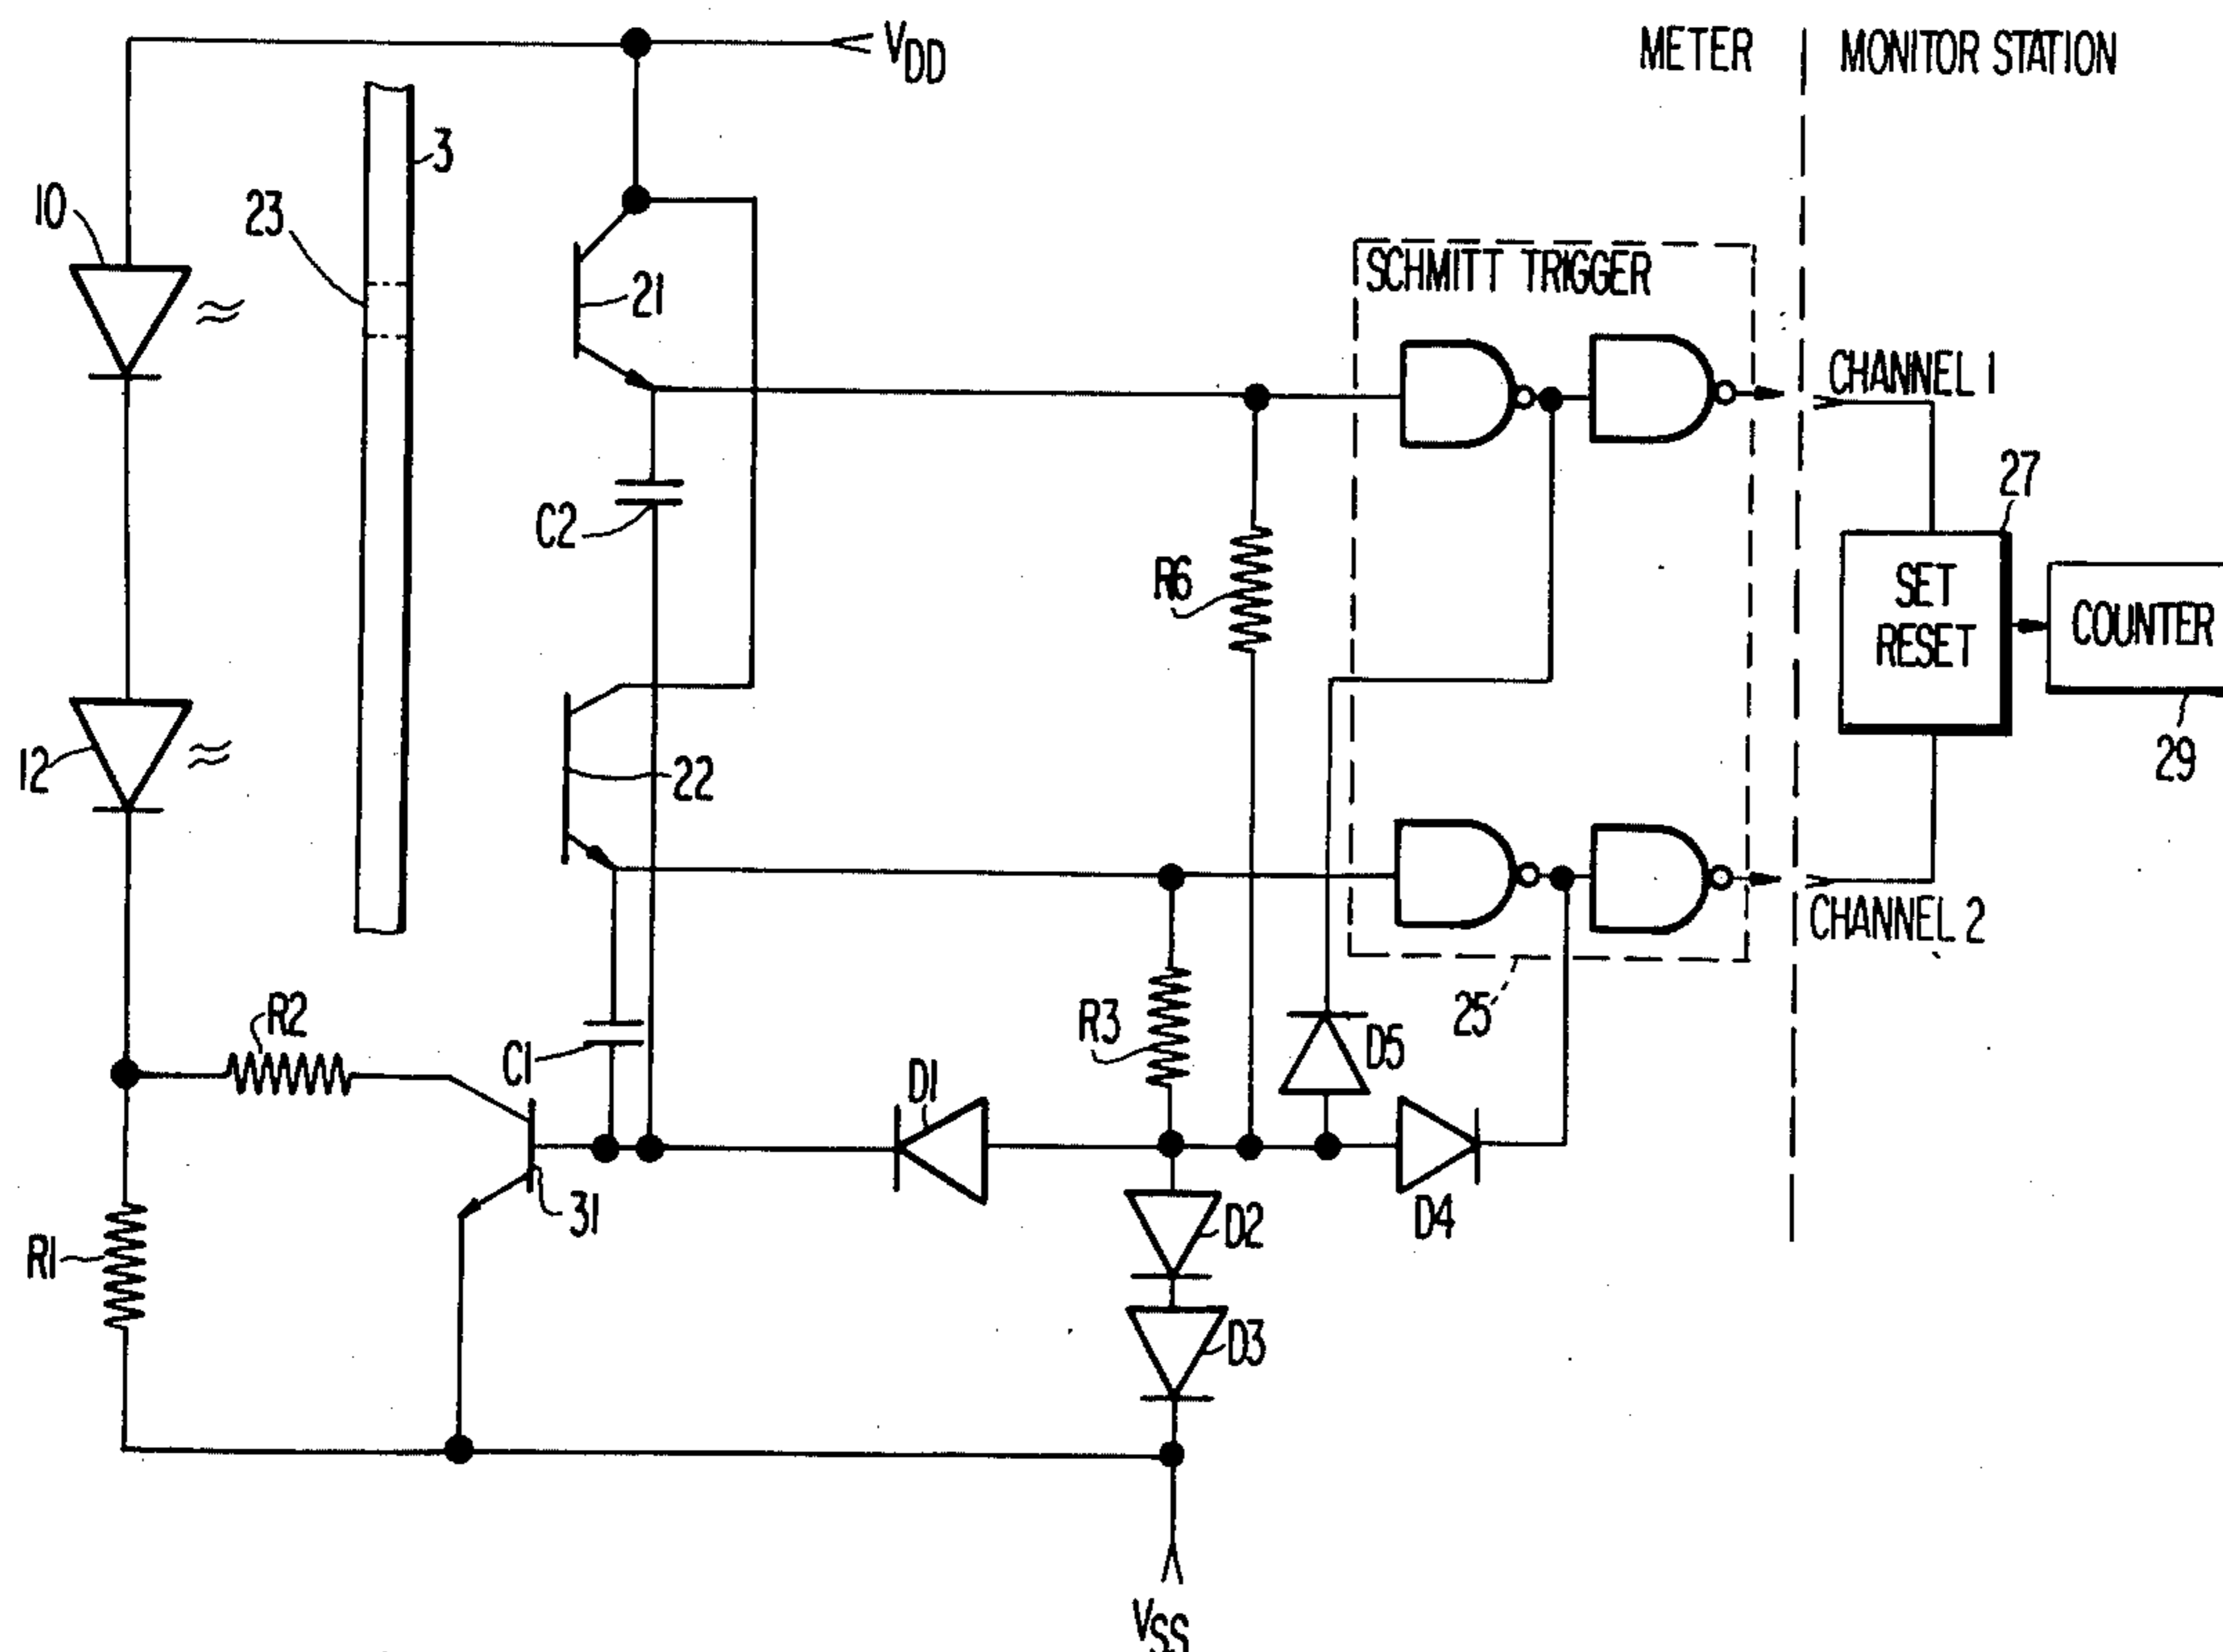 VDD
METER
MONITOR STATION
3
10
23
SCHMITT TRIGGER
21
CHANNEL 1
27
C2
R6
SET
RESET
COUNTER
12
22
29
CHANNEL 2
R2
25
C1
D1
R3
D5
31
D4
D2
R1
D3
VSS